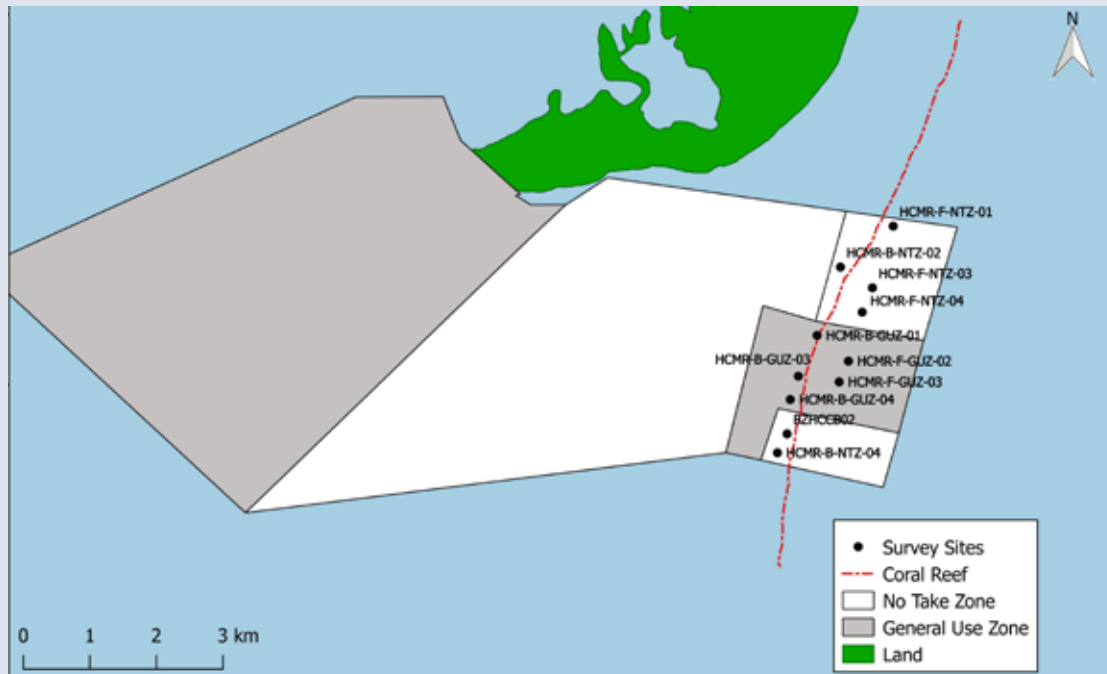 N
HCMR-F-NTZ-01
HCMR-B-NTZ-02
HCMR-F-NTZ-03
HCMR-F-NTZ-04
HCMR-B-GUZ-01
HCMR-B-GUZ-03
HCMR-F-GUZ-02
HCMR-F-GUZ-03
HCMR-B-GUZ-04
BZHCCB02
HCMR-B-NTZ-04
Survey Sites
Coral Reef
No Take Zone
General Use Zone
Land
0 1 2 3 km